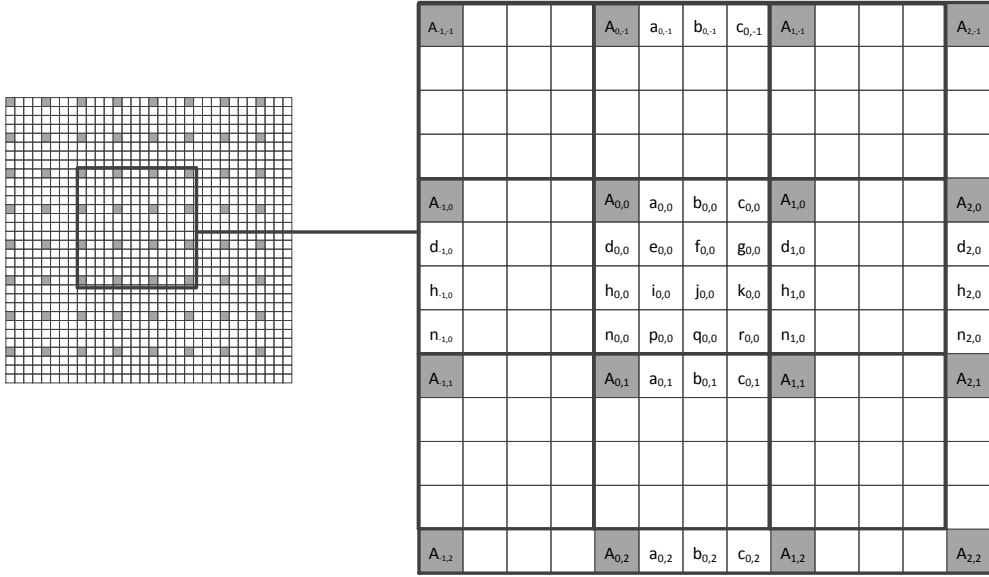 A-1,-1 A0,-1 a0,-1 b0,-1 c0,-1 A1,-1 A2,-1
A-1,0 A0,0 a0,0 b0,0 c0,0 A1,0 A2,0
d-1,0 d0,0 e0,0 f0,0 g0,0 d1,0 d2,0
h-1,0 h0,0 i0,0 j0,0 k0,0 h1,0 h2,0
n-1,0 n0,0 p0,0 q0,0 r0,0 n1,0 n2,0
A-1,1 A0,1 a0,1 b0,1 c0,1 A1,1 A2,1
A-1,2 A0,2 a0,2 b0,2 c0,2 A1,2 A2,2